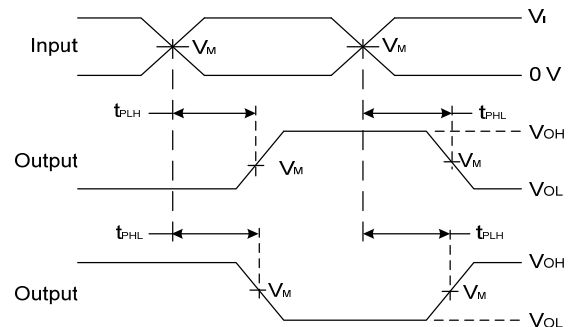 VI
Input VM VM
0 V
tPLH tPHL
VOH
Output VM VM
VOL
tPHL tPLH
VOH
Output VM VM
VOL